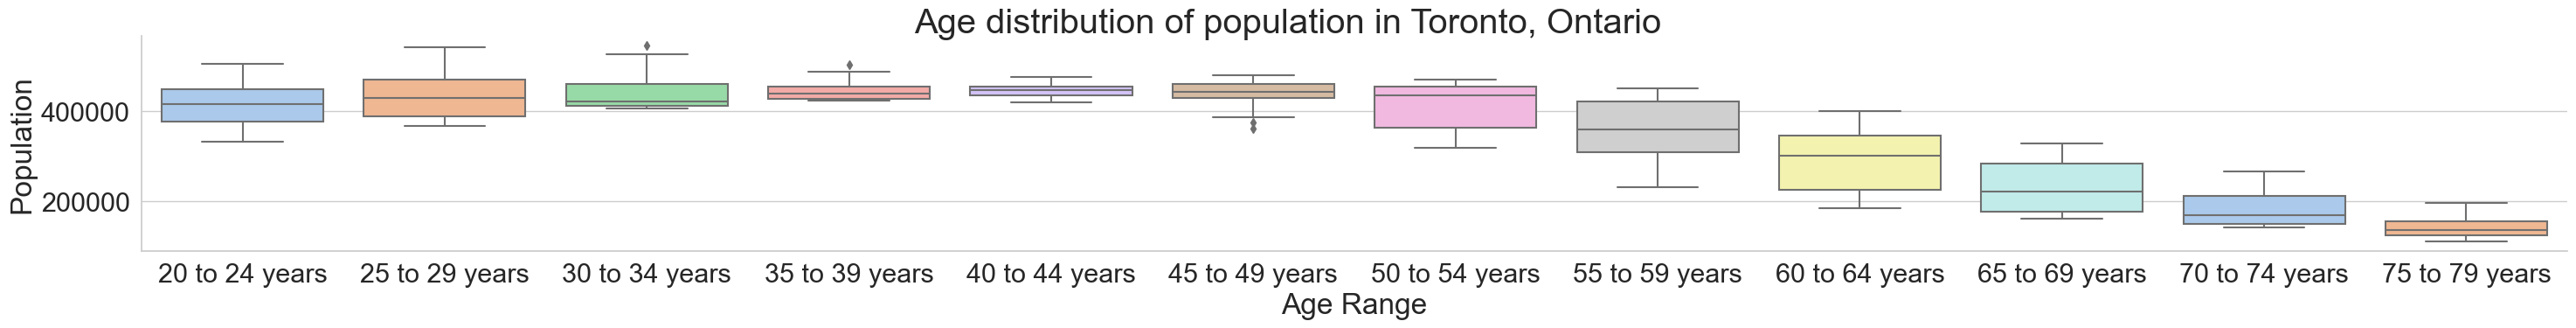 Age distribution of population in Toronto, Ontario
Population
400000
200000
20 to 24 years 25 to 29 years 30 to 34 years 35 to 39 years 40 to 44 years 45 to 49 years 50 to 54 years 55 to 59 years 60 to 64 years 65 to 69 years 70 to 74 years 75 to 79 years
Age Range